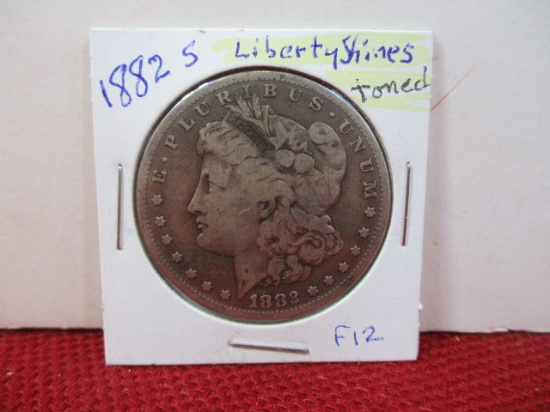 1882 S Liberty Shines
toned
E · PLURIBUS · UNUM
LIBERTY
1882
F12